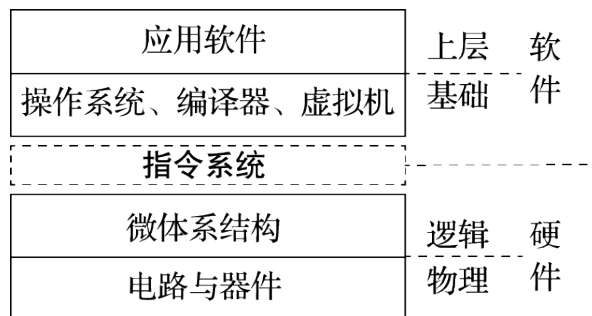 应用软件
操作系统、编译器、虚拟机
指令系统
微体系结构
电路与器件
上层
基础
软件
逻辑
物理
硬件